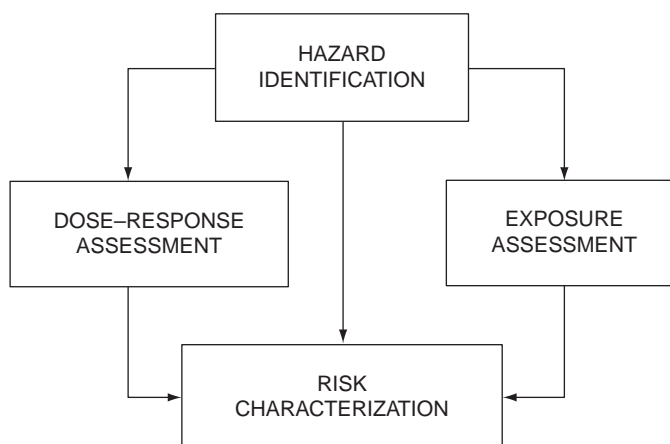 HAZARD
IDENTIFICATION
DOSE–RESPONSE
ASSESSMENT
EXPOSURE
ASSESSMENT
RISK
CHARACTERIZATION